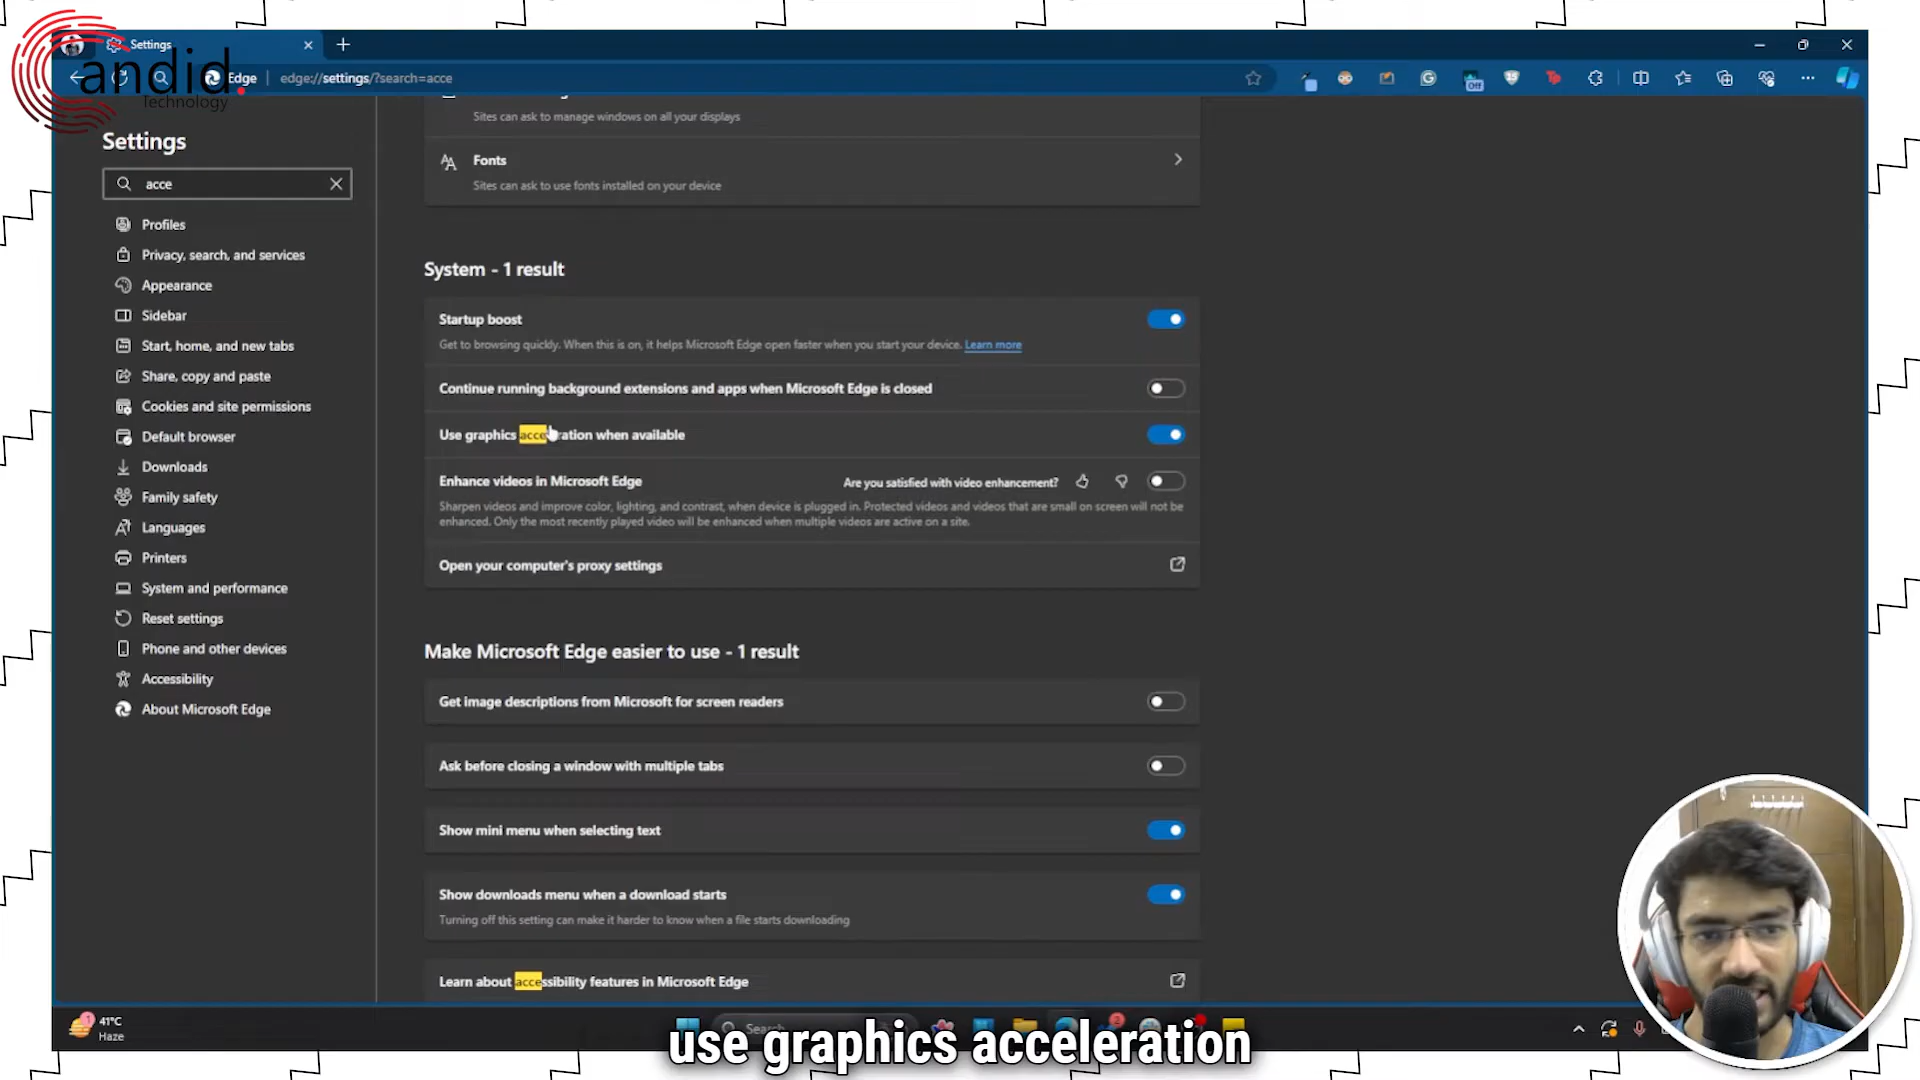 Settings
andid.
Technology
Edge
edge://settings/?search=acce
Off
Settings
acce
Profiles
Privacy, search, and services
Appearance
Sidebar
Start, home, and new tabs
Share, copy and paste
Cookies and site permissions
Default browser
Downloads
Family safety
Languages
Printers
System and performance
Reset settings
Phone and other devices
Accessibility
About Microsoft Edge
Sites can ask to manage windows on all your displays
Fonts
Sites can ask to use fonts installed on your device
System - 1 result
Startup boost
Get to browsing quickly. When this is on, it helps Microsoft Edge open faster when you start your device. Learn more
Continue running background extensions and apps when Microsoft Edge is closed
Use graphics acceleration when available
Enhance videos in Microsoft Edge
Are you satisfied with video enhancement?
Sharpen videos and improve color, lighting, and contrast, when device is plugged in. Protected videos and videos that are small on screen will not be
enhanced. Only the most recently played video will be enhanced when multiple videos are active on a site.
Open your computer's proxy settings
Make Microsoft Edge easier to use - 1 result
Get image descriptions from Microsoft for screen readers
Ask before closing a window with multiple tabs
Show mini menu when selecting text
Show downloads menu when a download starts
Turning off this setting can make it harder to know when a file starts downloading
Learn about accessibility features in Microsoft Edge
1
41°C
Haze
Search
use graphics acceleration